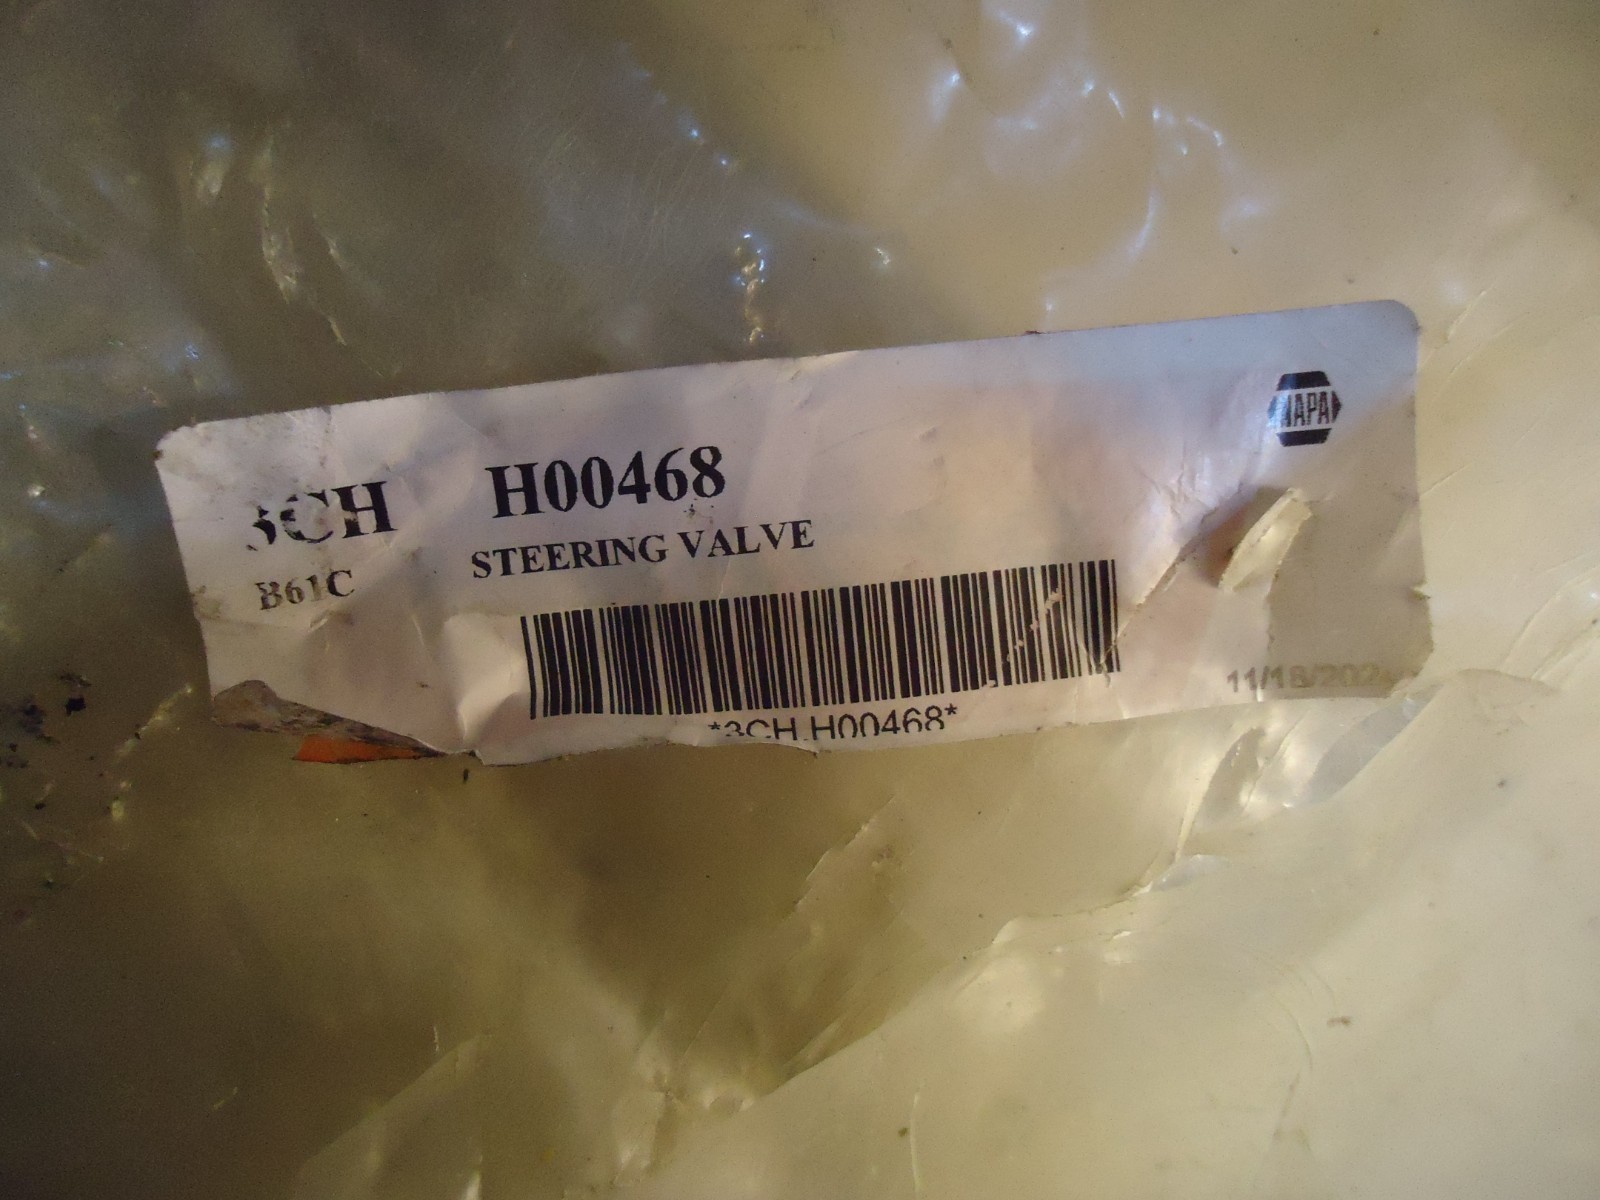 NAPA
3CH H00468
B61C STEERING VALVE
*3CH H00468*